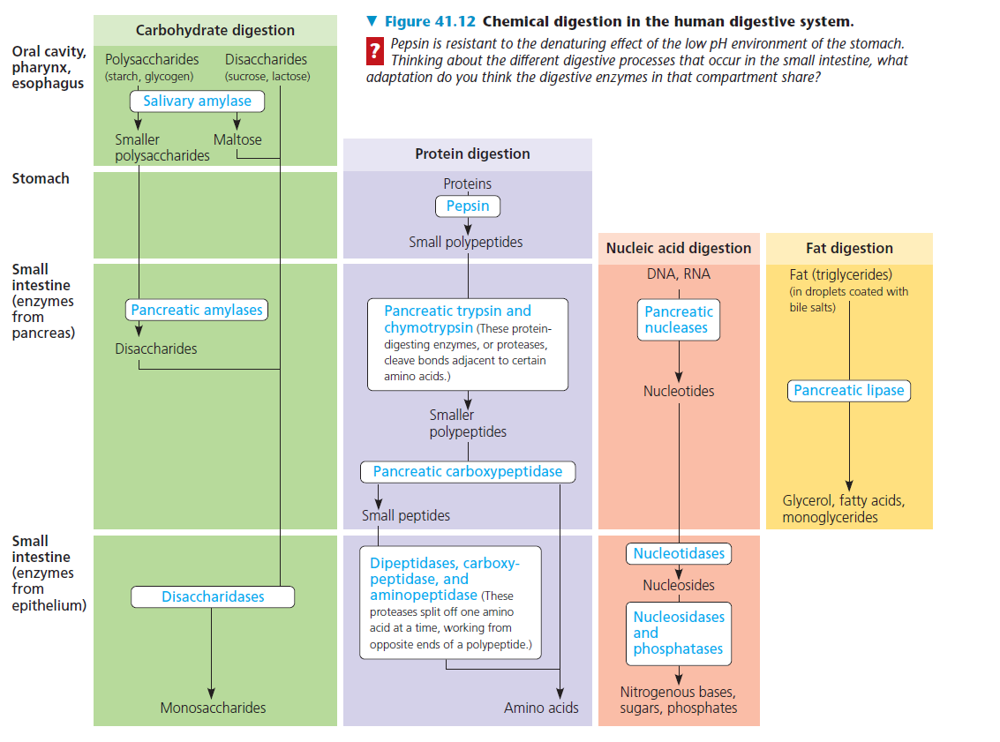 ▼ Figure 41.12 Chemical digestion in the human digestive system.
? Pepsin is resistant to the denaturing effect of the low pH environment of the stomach.
Thinking about the different digestive processes that occur in the small intestine, what
adaptation do you think the digestive enzymes in that compartment share?
Carbohydrate digestion
Oral cavity,
pharynx,
esophagus
Polysaccharides
(starch, glycogen)
Disaccharides
(sucrose, lactose)
Salivary amylase
Smaller
polysaccharides
Maltose
Protein digestion
Stomach
Proteins
Pepsin
Small polypeptides
Nucleic acid digestion
Fat digestion
Small
intestine
(enzymes
from
pancreas)
Pancreatic amylases
Disaccharides
Pancreatic trypsin and
chymotrypsin (These protein-
digesting enzymes, or proteases,
cleave bonds adjacent to certain
amino acids.)
Smaller
polypeptides
Pancreatic carboxypeptidase
Small peptides
DNA, RNA
Pancreatic
nucleases
Nucleotides
Fat (triglycerides)
(in droplets coated with
bile salts)
Pancreatic lipase
Glycerol, fatty acids,
monoglycerides
Small
intestine
(enzymes
from
epithelium)
Disaccharidases
Monosaccharides
Dipeptidases, carboxy-
peptidase, and
aminopeptidase (These
proteases split off one amino
acid at a time, working from
opposite ends of a polypeptide.)
Amino acids
Nucleotidases
Nucleosides
Nucleosidases
and
phosphatases
Nitrogenous bases,
sugars, phosphates